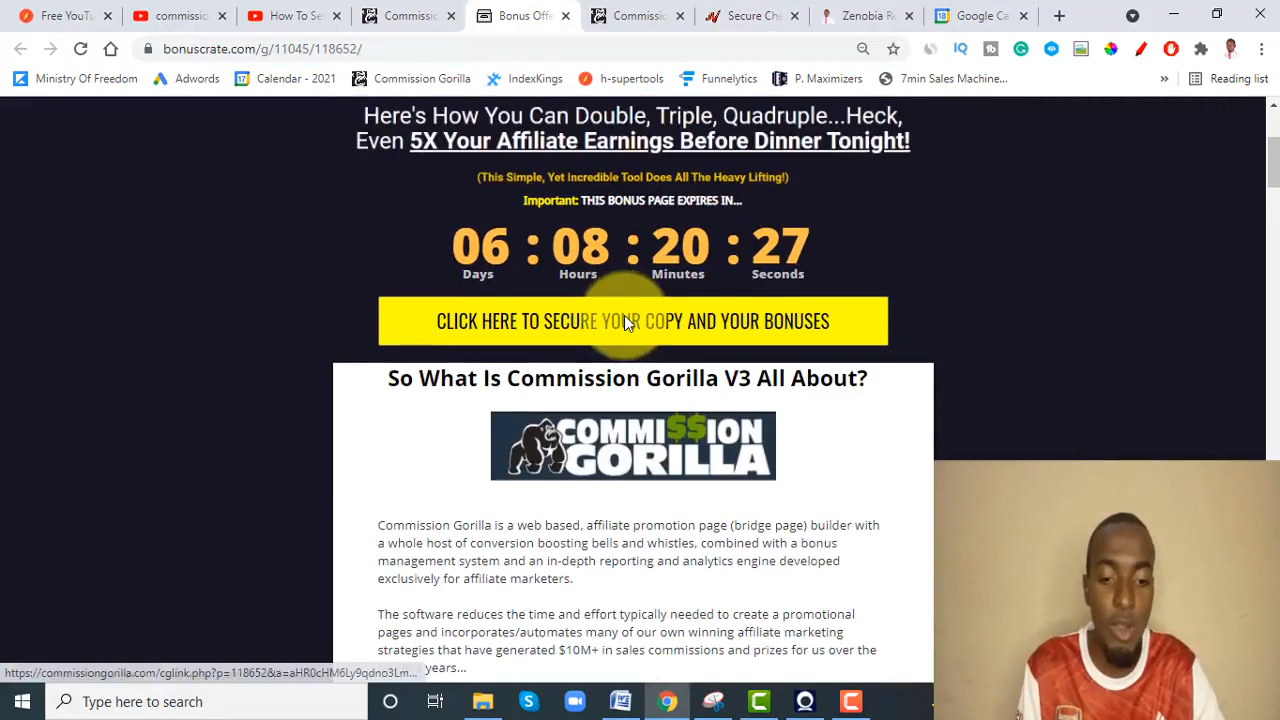 Free YouTu
commission
How To Se
Commissi
Bonus Offe
Commissi
Secure Che
Zenobia Ra
Google Ca
bonuscrate.com/g/11045/118652/
Ministry Of Freedom
Adwords
Calendar - 2021
Commission Gorilla
IndexKings
h-supertools
Funnelytics
P. Maximizers
7min Sales Machine...
»
Reading list
Here's How You Can Double, Triple, Quadruple...Heck,
Even 5X Your Affiliate Earnings Before Dinner Tonight!
(This Simple, Yet Incredible Tool Does All The Heavy Lifting!)
Important: THIS BONUS PAGE EXPIRES IN...
06 : 08 : 20 : 27
Days Hours Minutes Seconds
CLICK HERE TO SECURE YOUR COPY AND YOUR BONUSES
So What Is Commission Gorilla V3 All About?
COMMI$$ION
GORILLA
Commission Gorilla is a web based, affiliate promotion page (bridge page) builder with
a whole host of conversion boosting bells and whistles, combined with a bonus
management system and an in-depth reporting and analytics engine developed
exclusively for affiliate marketers.
The software reduces the time and effort typically needed to create a promotional
pages and incorporates/automates many of our own winning affiliate marketing
strategies that have generated $10M+ in sales commissions and prizes for us over the
years...
https://commissiongorilla.com/cglink.php?p=118652&a=aHR0cHM6Ly9qdno3Lm...
Type here to search